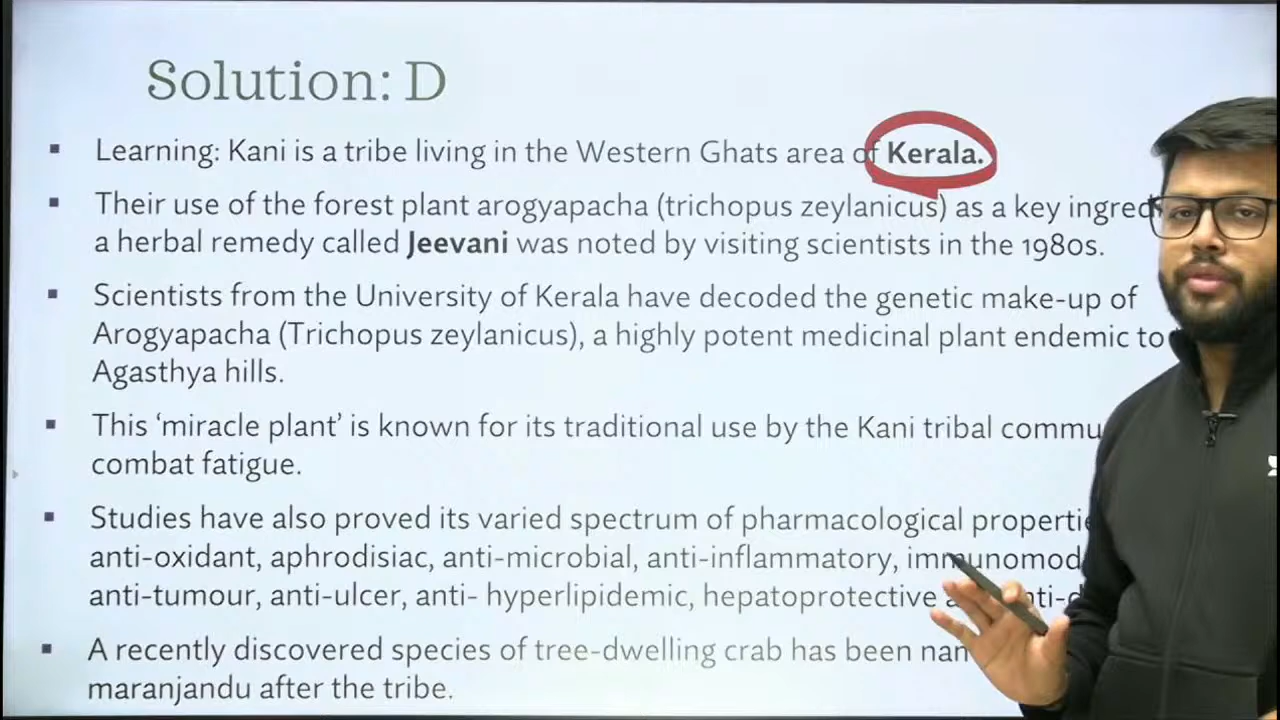 Solution: D
▪ Learning: Kani is a tribe living in the Western Ghats area of Kerala.
▪ Their use of the forest plant arogyapacha (trichopus zeylanicus) as a key
a herbal remedy called Jeevani was noted by visiting scientists in the 1980s.
▪ Scientists from the University of Kerala have decoded the genetic make-up of
Arogyapacha (Trichopus zeylanicus), a highly potent medicinal plant endemic to
Agasthya hills.
▪ This ‘miracle plant’ is known for its traditional use by the Kani tribal
combat fatigue.
▪ Studies have also proved its varied spectrum of pharmacological
anti-oxidant, aphrodisiac, anti-microbial, anti-inflammatory,
anti-tumour, anti-ulcer, anti- hyperlipidemic, hepatoprotective
▪ A recently discovered species of tree-dwelling crab has been
maranjandu after the tribe.